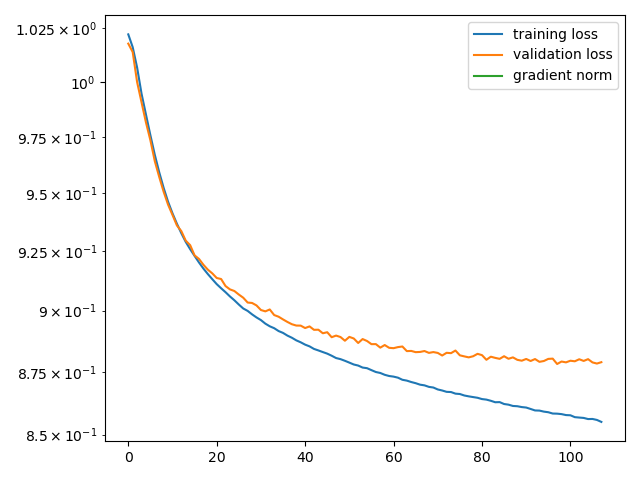 training loss
validation loss
gradient norm
1.025 × 10⁰
10⁰
9.75 × 10⁻¹
9.5 × 10⁻¹
9.25 × 10⁻¹
9 × 10⁻¹
8.75 × 10⁻¹
8.5 × 10⁻¹
0 20 40 60 80 100